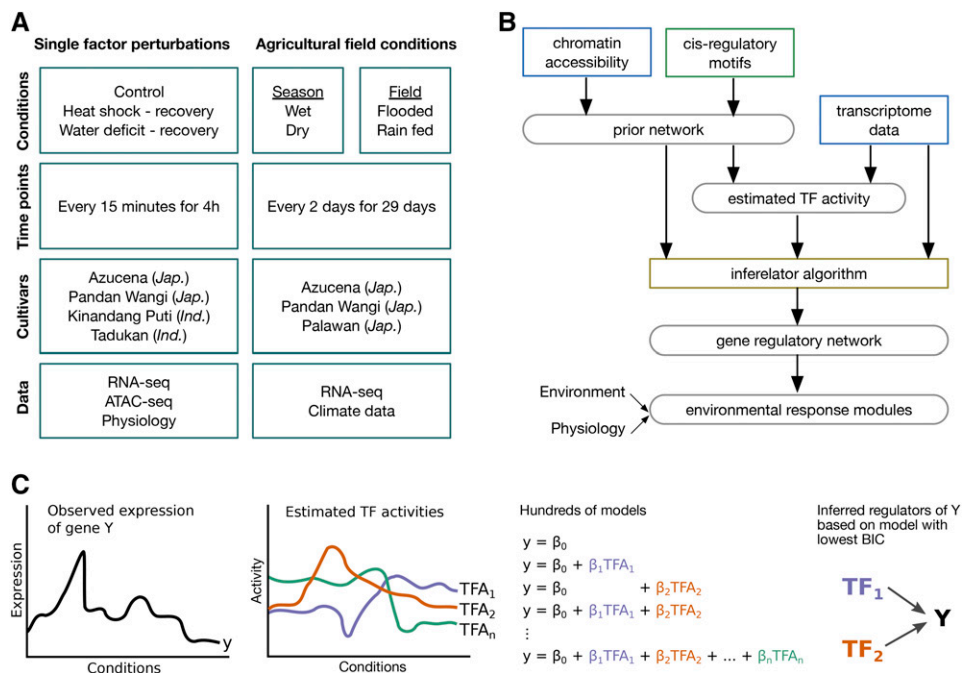 A
Single factor perturbations
Agricultural field conditions
Conditions
Control
Heat shock - recovery
Water deficit - recovery
Season
Wet
Dry
Field
Flooded
Rain fed
Time points
Every 15 minutes for 4h
Every 2 days for 29 days
Cultivars
Azucena (Jap.)
Pandan Wangi (Jap.)
Kinandang Puti (Ind.)
Tadukan (Ind.)
Azucena (Jap.)
Pandan Wangi (Jap.)
Palawan (Jap.)
Data
RNA-seq
ATAC-seq
Physiology
RNA-seq
Climate data
B
chromatin
accessibility
cis-regulatory
motifs
prior network
transcriptome
data
estimated TF activity
inferelator algorithm
gene regulatory network
Environment
Physiology
environmental response modules
C
Observed expression
of gene Y
Expression
y
Conditions
Estimated TF activities
Activity
TFA₁
TFA₂
TFAₙ
Conditions
Hundreds of models
y = β₀
y = β₀ + β₁TFA₁
y = β₀ + β₂TFA₂
y = β₀ + β₁TFA₁ + β₂TFA₂
⋮
y = β₀ + β₁TFA₁ + β₂TFA₂ + ... + βₙTFAₙ
Inferred regulators of Y
based on model with
lowest BIC
TF₁
TF₂
Y